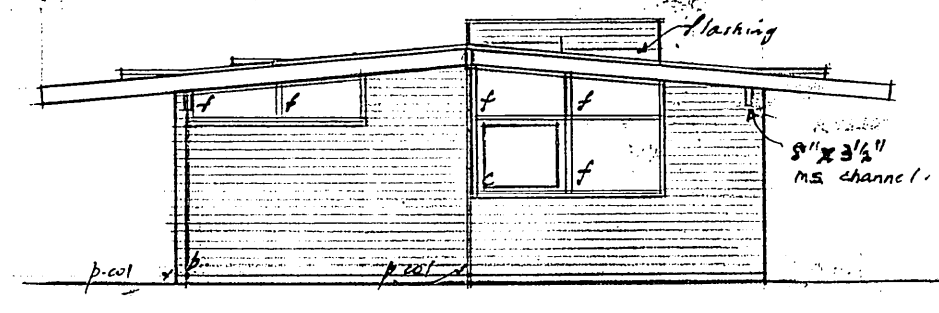 flashing
f f
f f
c f
8" x 3½"
ms channel.
p.col
p.
p.col